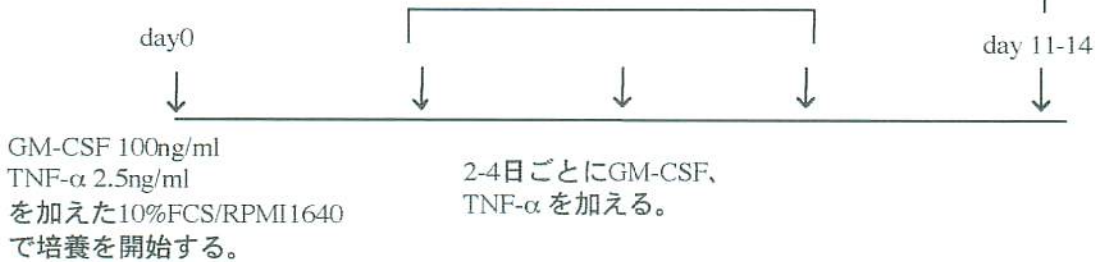 day0
day 11-14
GM-CSF 100ng/ml
TNF-α 2.5ng/ml
を加えた10%FCS/RPMI1640
で培養を開始する。
2-4日ごとにGM-CSF、
TNF-α を加える。